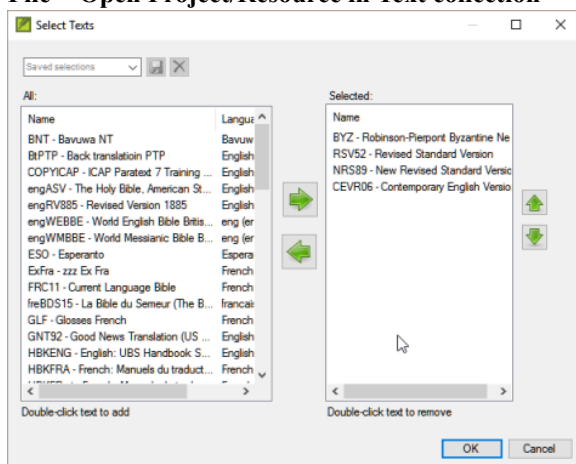 Open Project/Resource in Text collection
Select Texts
Saved selections
All:
Name Langua
BNT - Bavuwa NT Bavuw
BtPTP - Back translatioin PTP English
COPYICAP - ICAP Paratext 7 Training ... English
engASV - The Holy Bible, American St... English
engRV885 - Revised Version 1885 English
engWEBBE - World English Bible Britis... eng (er
engWMBBE - World Messianic Bible B... eng (er
ESO - Esperanto Espera
ExFra - zzz Ex Fra French
FRC11 - Current Language Bible French
freBDS15 - La Bible du Semeur (The B... francais
GLF - Glosses French French
GNT92 - Good News Translation (US ... English
HBKENG - English: UBS Handbook S... English
HBKFRA - French: Manuels du traduct... French
Double-click text to add
Selected:
Name
BYZ - Robinson-Pierpont Byzantine Ne
RSV52 - Revised Standard Version
NRS89 - New Revised Standard Versic
CEVR06 - Contemporary English Versio
Double-click text to remove
OK Cancel